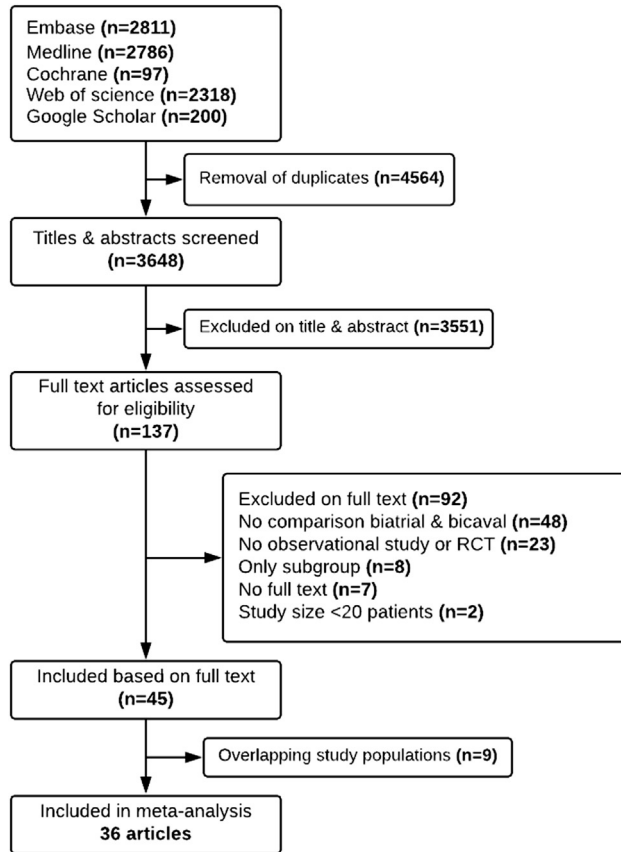 Embase (n=2811)
Medline (n=2786)
Cochrane (n=97)
Web of science (n=2318)
Google Scholar (n=200)
Removal of duplicates (n=4564)
Titles & abstracts screened
(n=3648)
Excluded on title & abstract (n=3551)
Full text articles assessed
for eligibility
(n=137)
Excluded on full text (n=92)
No comparison biatrial & bicaval (n=48)
No observational study or RCT (n=23)
Only subgroup (n=8)
No full text (n=7)
Study size <20 patients (n=2)
Included based on full text
(n=45)
Overlapping study populations (n=9)
Included in meta-analysis
36 articles